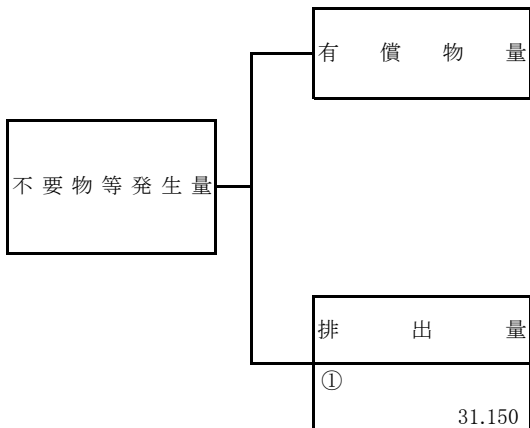 有償物量
不要物等発生量
排出量
①
31.150